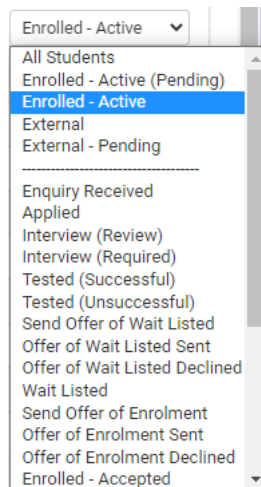 Enrolled - Active
All Students
Enrolled - Active (Pending)
Enrolled - Active
External
External - Pending
------------------------------------
Enquiry Received
Applied
Interview (Review)
Interview (Required)
Tested (Successful)
Tested (Unsuccessful)
Send Offer of Wait Listed
Offer of Wait Listed Sent
Offer of Wait Listed Declined
Wait Listed
Send Offer of Enrolment
Offer of Enrolment Sent
Offer of Enrolment Declined
Enrolled - Accepted